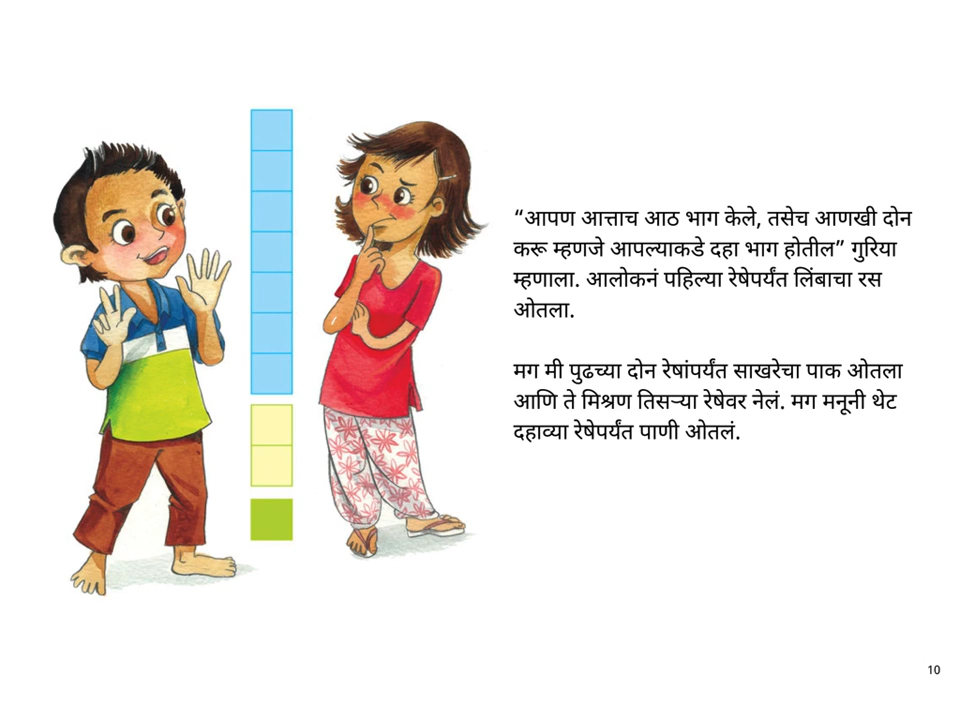 “आपण आत्ताच आठ भाग केले, तसेच आणखी दोन
करू म्हणजे आपल्याकडे दहा भाग होतील” गुरिया
म्हणाला. आलोकनं पहिल्या रेषेपर्यंत लिंबाचा रस
ओतला.
मग मी पुढच्या दोन रेषांपर्यंत साखरेचा पाक ओतला
आणि ते मिश्रण तिसऱ्या रेषेवर नेलं. मग मनूनी थेट
दहाव्या रेषेपर्यंत पाणी ओतलं.
10